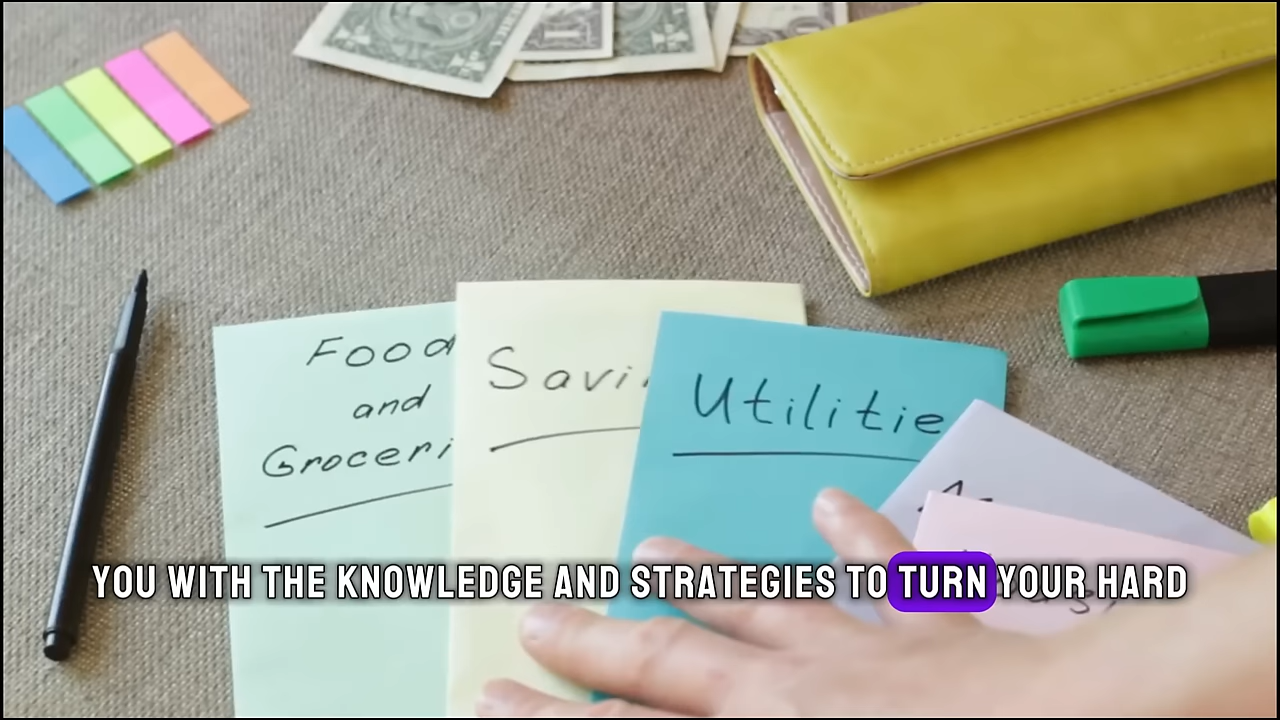 Food
and
Groceri
Savi
Utilitie
YOU WITH THE KNOWLEDGE AND STRATEGIES TO TURN YOUR HARD